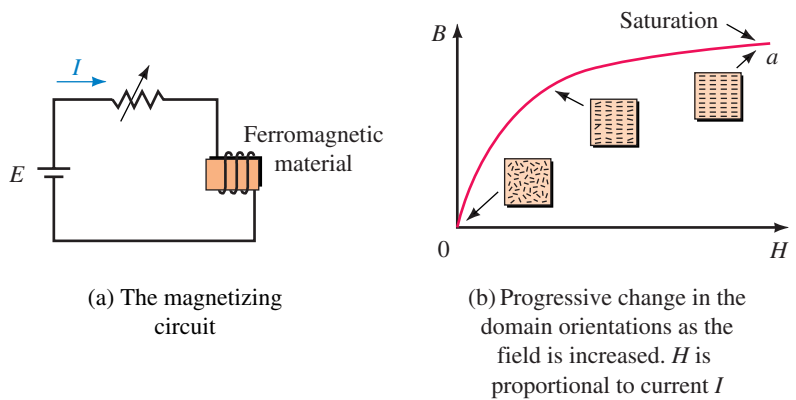 I
E
Ferromagnetic
material
(a) The magnetizing
circuit
B
Saturation
a
0
H
(b) Progressive change in the
domain orientations as the
field is increased. H is
proportional to current I